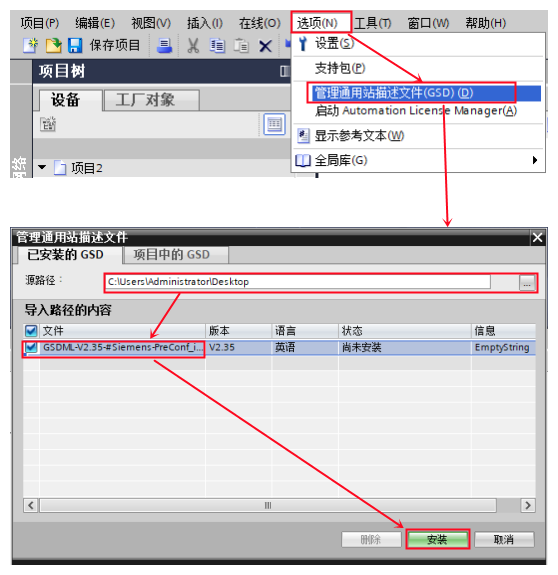 项目(P) 编辑(E) 视图(V) 插入(I) 在线(O) 选项(N) 工具(T) 窗口(W) 帮助(H)
保存项目
设置(S)
项目树
支持包(P)
设备 工厂对象
管理通用站描述文件(GSD) (D)
启动 Automation License Manager(A)
显示参考文本(W)
全局库(G)
项目2
管理通用站描述文件
已安装的 GSD 项目中的 GSD
源路径： C:\Users\Administrator\Desktop ...
导入路径的内容
文件 版本 语言 状态 信息
GSDML-V2.35-#Siemens-PreConf_i... V2.35 英语 尚未安装 EmptyString
删除 安装 取消